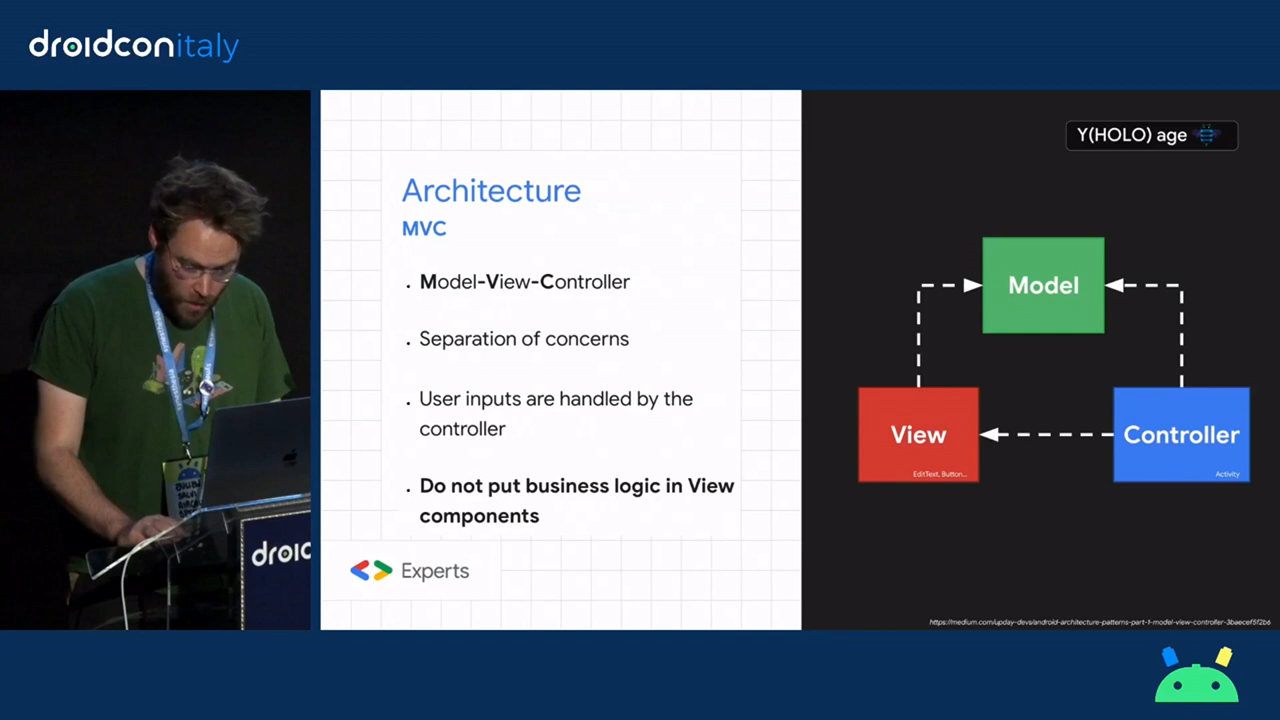 droidconitaly
Architecture
MVC
. Model-View-Controller
. Separation of concerns
. User inputs are handled by the
controller
. Do not put business logic in View
components
Experts
Y(HOLO) age
Model
View
EditText, Button...
Controller
Activity
https://medium.com/upday-devs/android-architecture-patterns-part-1-model-view-controller-3baecef5f2b6
droidc